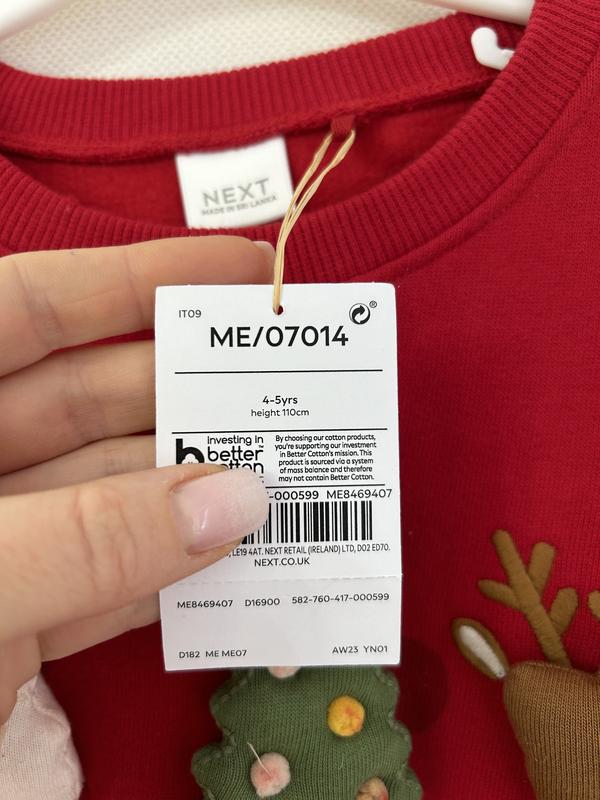 NEXT
MADE IN SRI LANKA
IT09
®
ME/07014
4-5yrs
height 110cm
investing in
better
cotton
™
By choosing our cotton products,
you're supporting our investment
in Better Cotton's mission. This
product is sourced via a system
of mass balance and therefore
may not contain Better Cotton.
-000599 ME8469407
, LE19 4AT. NEXT RETAIL (IRELAND) LTD, D02 ED70.
NEXT.CO.UK
ME8469407 D16900 582-760-417-000599
D182 ME ME07 AW23 YN01